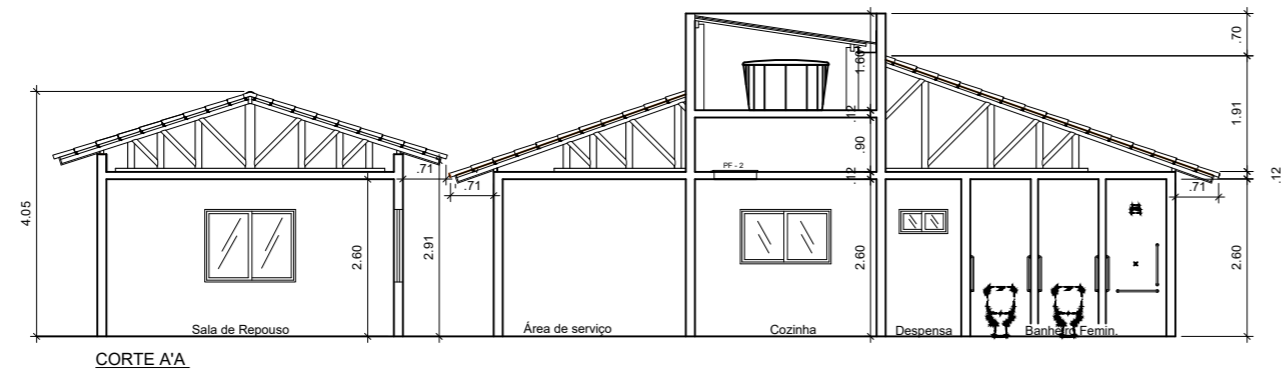 .70
1.60
.12
1.91
.90
PF - 2
.12
.12
.71
.71
.71
4.05
2.60
2.91
2.60
2.60
Sala de Repouso
Área de serviço
Cozinha
Despensa
Banheiro Femin.
CORTE A'A